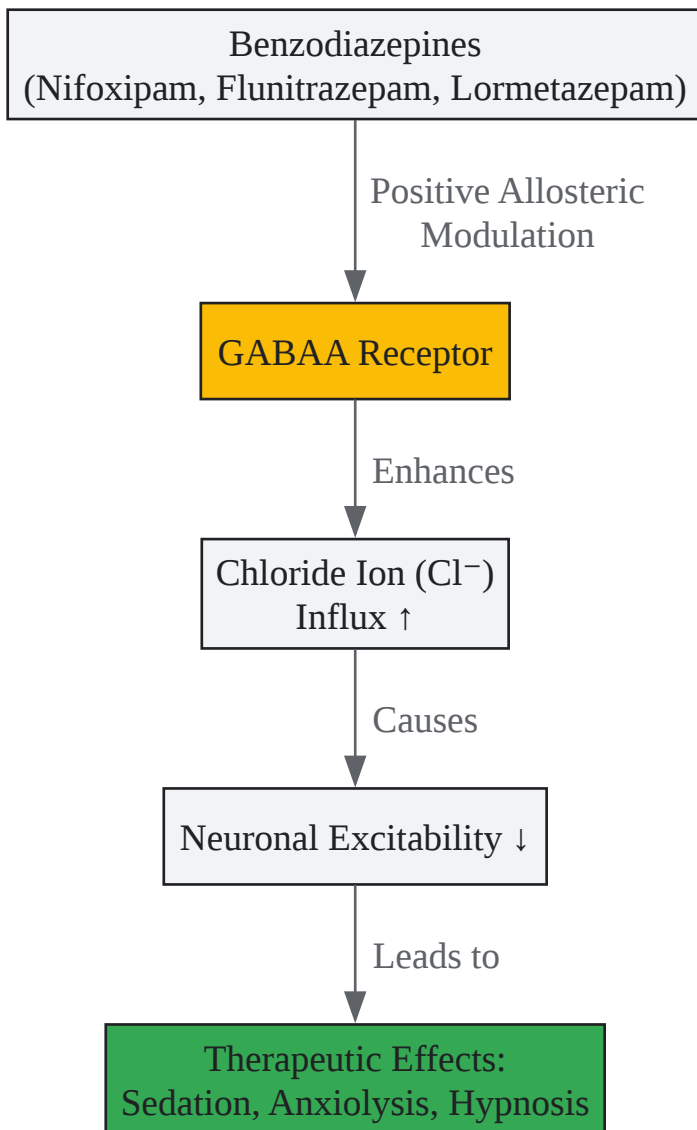 Benzodiazepines
(Nifoxipam, Flunitrazepam, Lormetazepam)
Positive Allosteric
Modulation
GABAA Receptor
Enhances
Chloride Ion (Cl⁻)
Influx ↑
Causes
Neuronal Excitability ↓
Leads to
Therapeutic Effects:
Sedation, Anxiolysis, Hypnosis